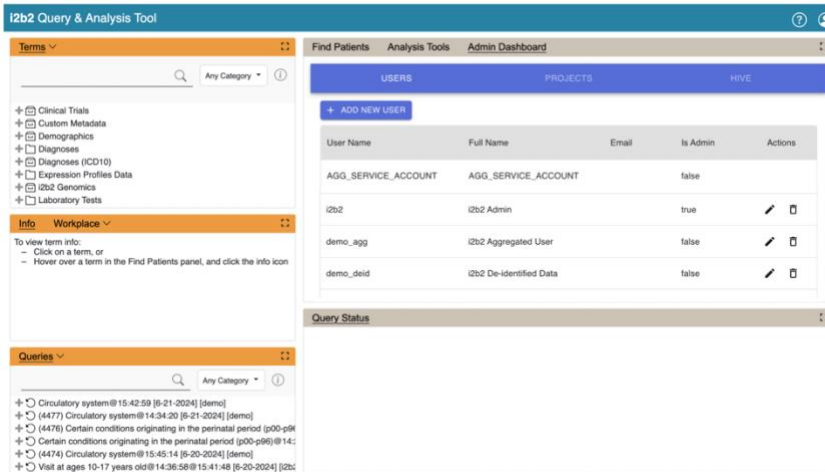 i2b2 Query & Analysis Tool
Terms
Any Category
Clinical Trials
Custom Metadata
Demographics
Diagnoses
Diagnoses (ICD10)
Expression Profiles Data
i2b2 Genomics
Laboratory Tests
Info Workplace
To view term info:
– Click on a term, or
– Hover over a term in the Find Patients panel, and click the info icon
Queries
Any Category
Circulatory system@15:42:59 [6-21-2024] [demo]
(4477) Circulatory system@14:34:20 [6-21-2024] [demo]
(4476) Certain conditions originating in the perinatal period (p00-p96
Certain conditions originating in the perinatal period (p00-p96)@14:
(4474) Circulatory system@15:45:14 [6-20-2024] [demo]
Visit at ages 10-17 years old@14:36:58@15:41:48 [6-20-2024] [i2b2
Find Patients Analysis Tools Admin Dashboard
USERS PROJECTS HIVE
+ ADD NEW USER
User Name Full Name Email Is Admin Actions
AGG_SERVICE_ACCOUNT AGG_SERVICE_ACCOUNT false
i2b2 i2b2 Admin true
demo_agg i2b2 Aggregated User false
demo_deid i2b2 De-identified Data false
Query Status